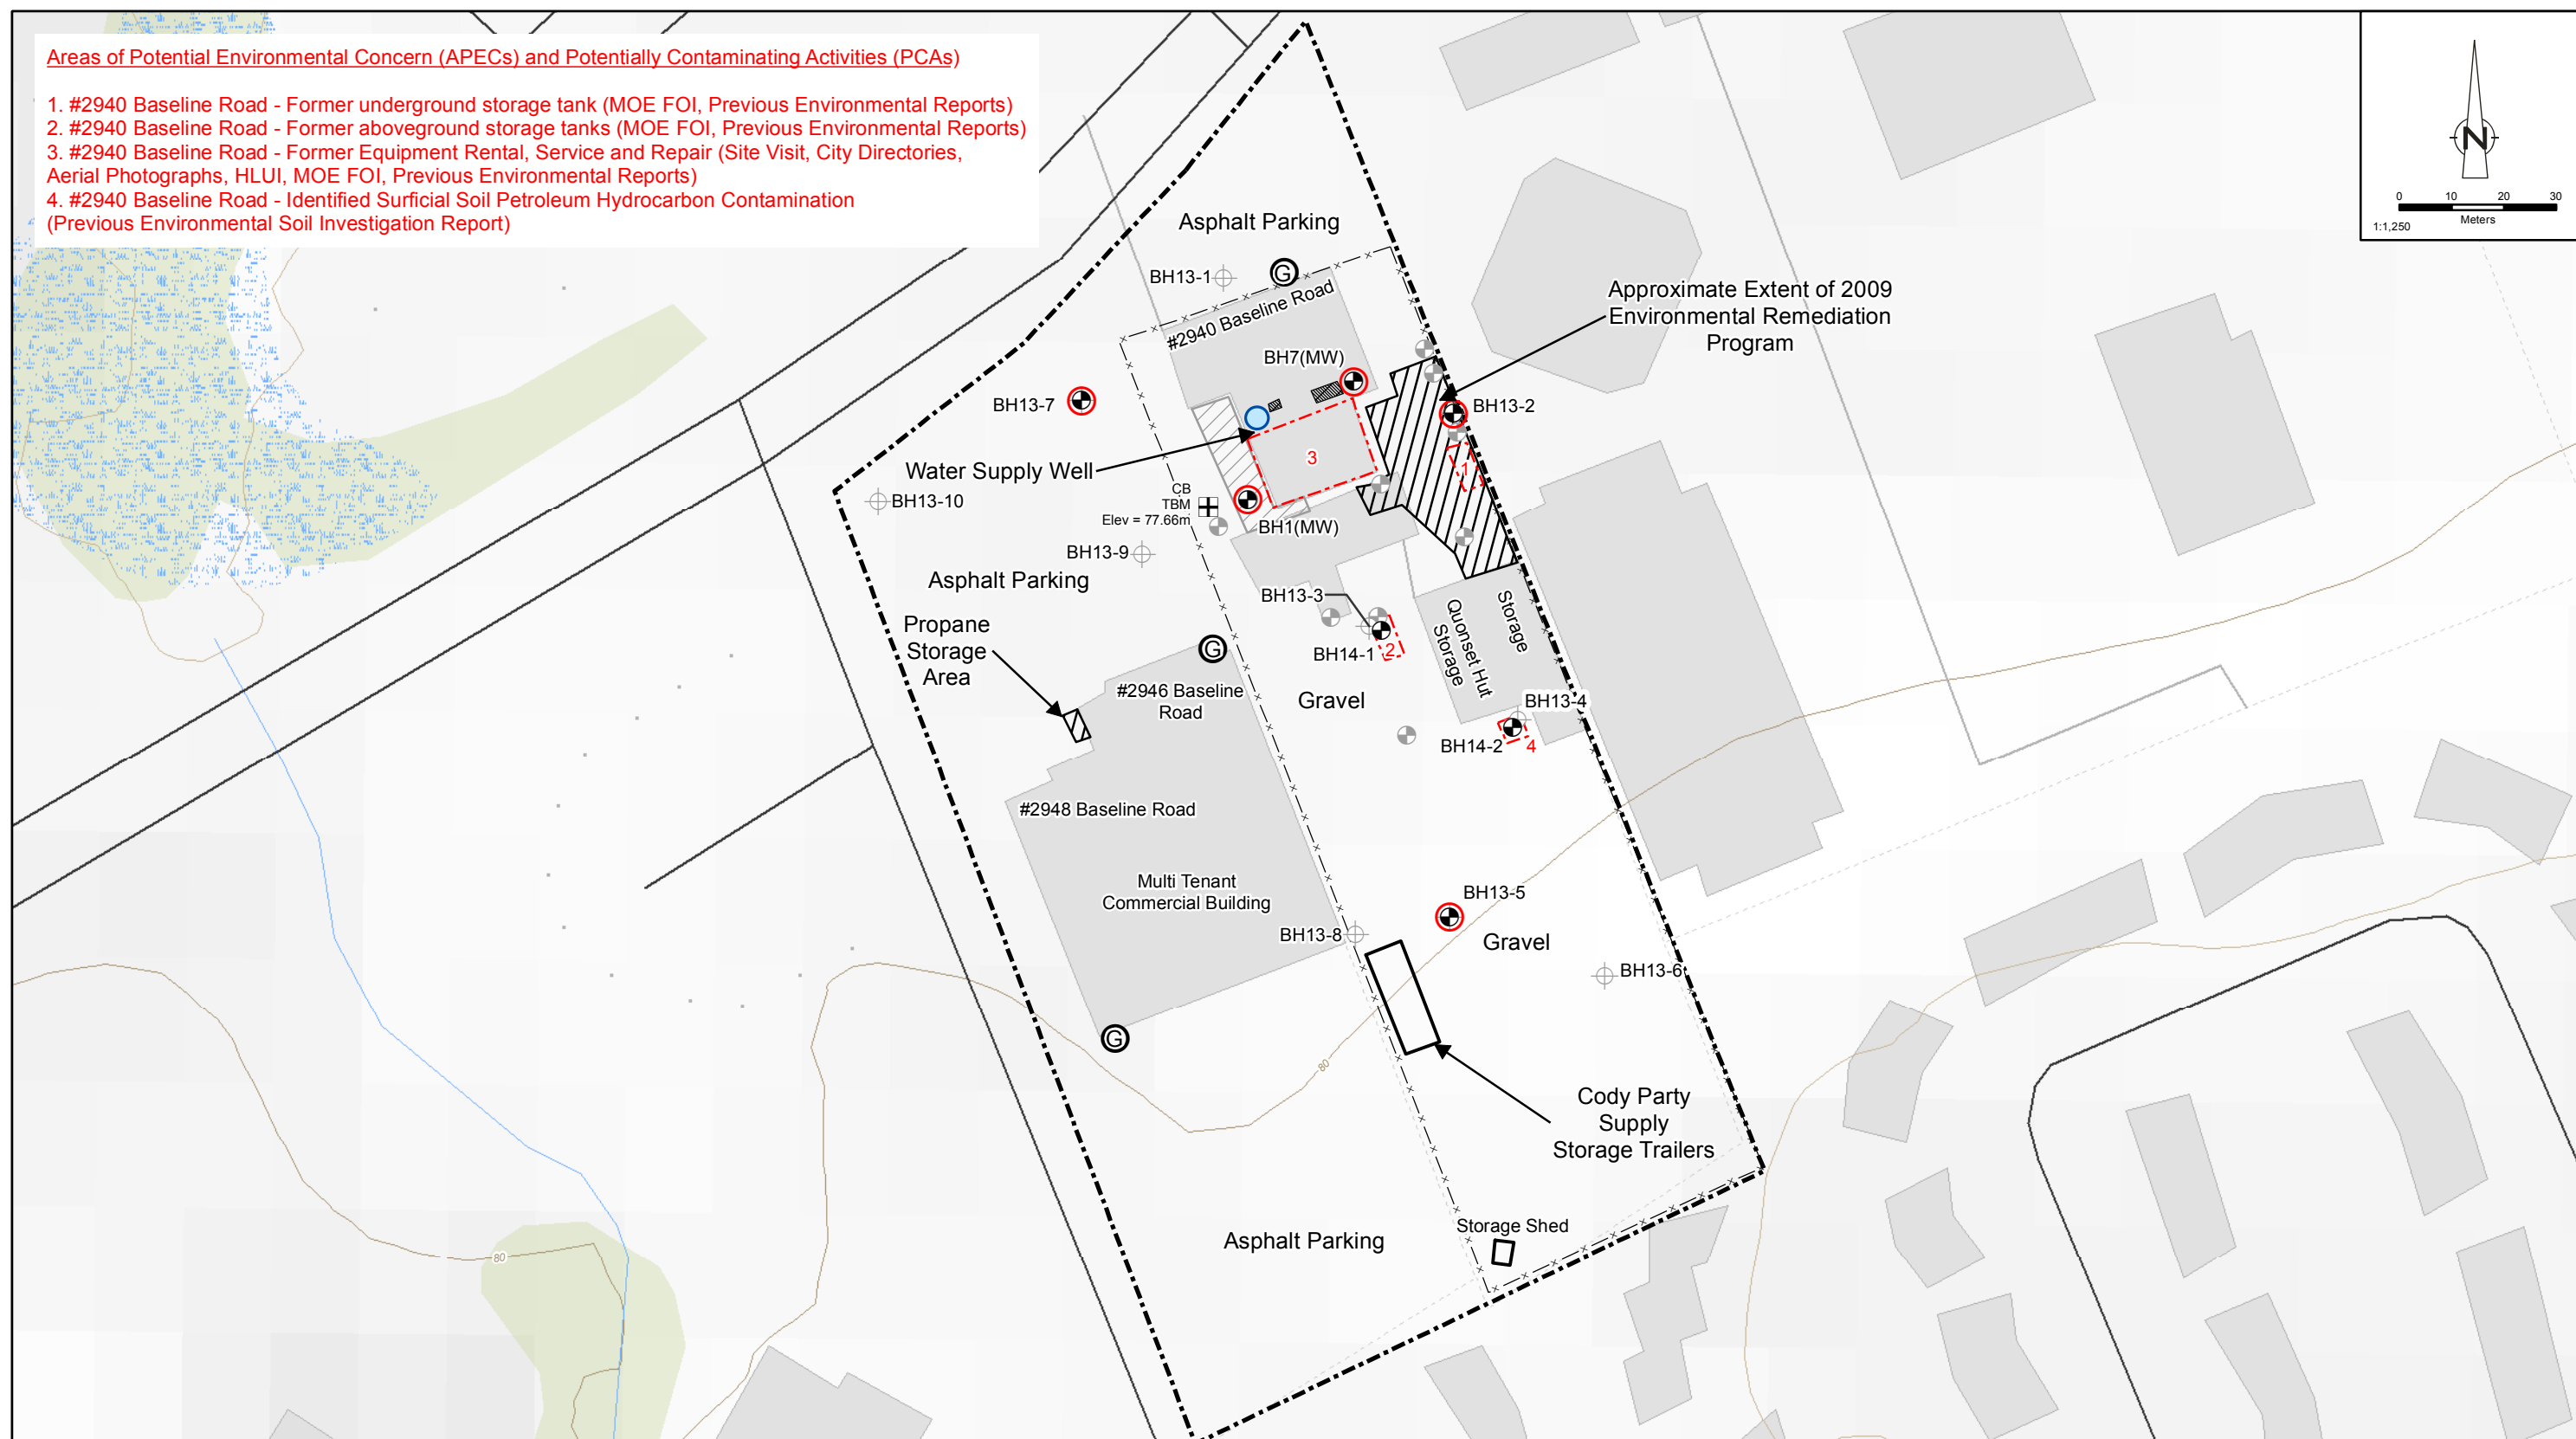 Areas of Potential Environmental Concern (APECs) and Potentially Contaminating Activities (PCAs)
1. #2940 Baseline Road - Former underground storage tank (MOE FOI, Previous Environmental Reports)
2. #2940 Baseline Road - Former aboveground storage tanks (MOE FOI, Previous Environmental Reports)
3. #2940 Baseline Road - Former Equipment Rental, Service and Repair (Site Visit, City Directories,
Aerial Photographs, HLUI, MOE FOI, Previous Environmental Reports)
4. #2940 Baseline Road - Identified Surficial Soil Petroleum Hydrocarbon Contamination
(Previous Environmental Soil Investigation Report)
N
0 10 20 30
Meters
1:1,250
Asphalt Parking
BH13-1
G
#2940 Baseline Road
Approximate Extent of 2009
Environmental Remediation
Program
BH7(MW)
BH13-7
BH13-2
Water Supply Well
3
1
CB
TBM
Elev = 77.66m
BH13-10
BH1(MW)
BH13-9
Asphalt Parking
BH13-3
Quonset Hut
Storage
Storage
Propane
Storage
Area
G
BH14-1
2
#2946 Baseline
Road
Gravel
BH13-4
BH14-2
4
#2948 Baseline Road
Multi Tenant
Commercial Building
BH13-5
BH13-8
Gravel
BH13-6
G
80
Cody Party
Supply
Storage Trailers
Storage Shed
Asphalt Parking
80